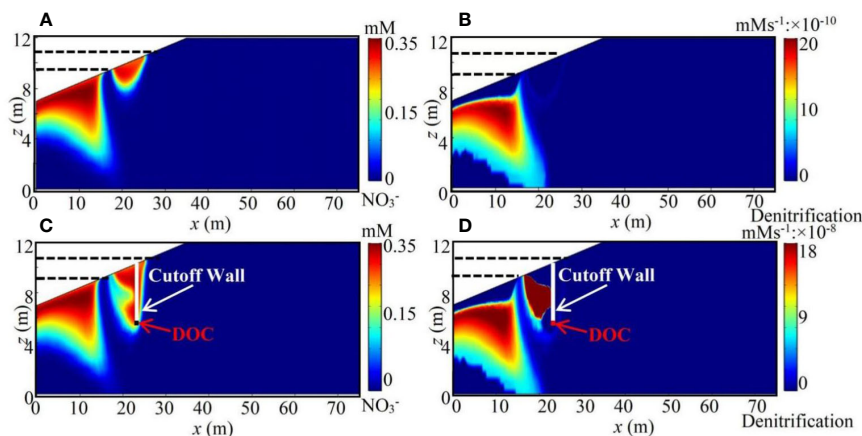 A
mM
12
0.35
8
z (m)
4
0.15
0
0
NO₃⁻
0 10 20 30 40 50 60 70
x (m)
B
mMs⁻¹:×10⁻¹⁰
12
20
8
z (m)
4
10
0
0
0 10 20 30 40 50 60 70
x (m)
Denitrification
C
mM
12
0.35
Cutoff Wall
8
z (m)
DOC
0.15
4
0
0
NO₃⁻
0 10 20 30 40 50 60 70
x (m)
D
mMs⁻¹:×10⁻⁸
12
18
Cutoff Wall
8
z (m)
DOC
9
4
0
0
0 10 20 30 40 50 60 70
x (m)
Denitrification